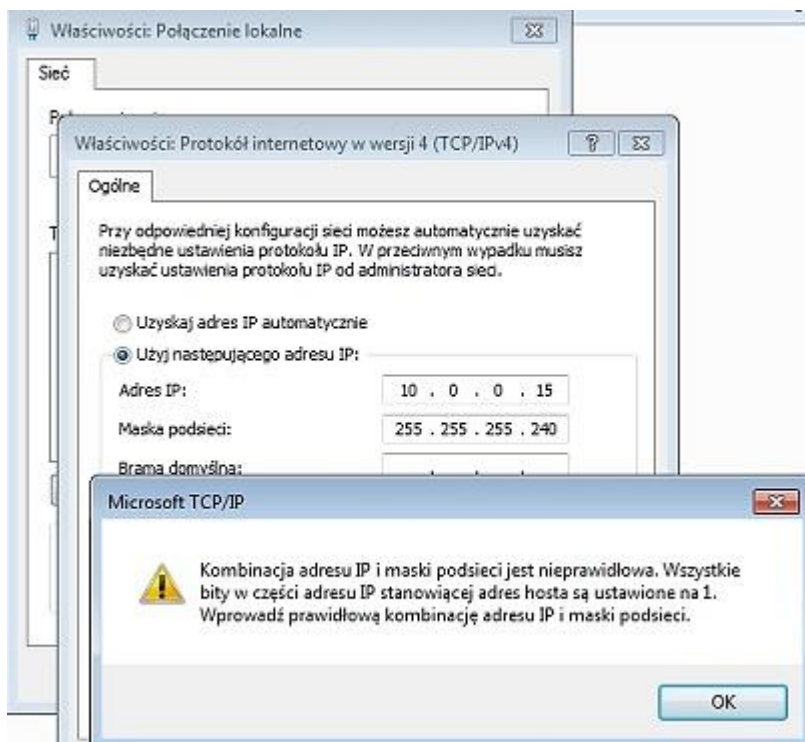 Właściwości: Połączenie lokalne
Sieć
Właściwości: Protokół internetowy w wersji 4 (TCP/IPv4)
Ogólne
Przy odpowiedniej konfiguracji sieci możesz automatycznie uzyskać
niezbędne ustawienia protokołu IP. W przeciwnym wypadku musisz
uzyskać ustawienia protokołu IP od administratora sieci.
Uzyskaj adres IP automatycznie
Użyj następującego adresu IP:
Adres IP: 10 . 0 . 0 . 15
Maska podsieci: 255 . 255 . 255 . 240
Brama domyślna: . . .
Microsoft TCP/IP
Kombinacja adresu IP i maski podsieci jest nieprawidłowa. Wszystkie
bity w części adresu IP stanowiącej adres hosta są ustawione na 1.
Wprowadź prawidłową kombinację adresu IP i maski podsieci.
OK